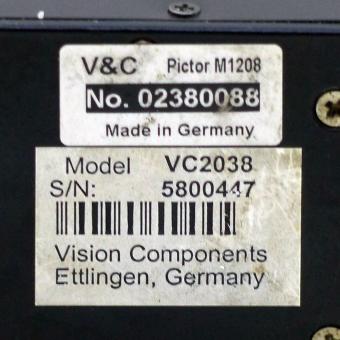 V&C Pictor M1208
No. 02380088
Made in Germany
Model VC2038
S/N: 5800447
Vision Components
Ettlingen, Germany